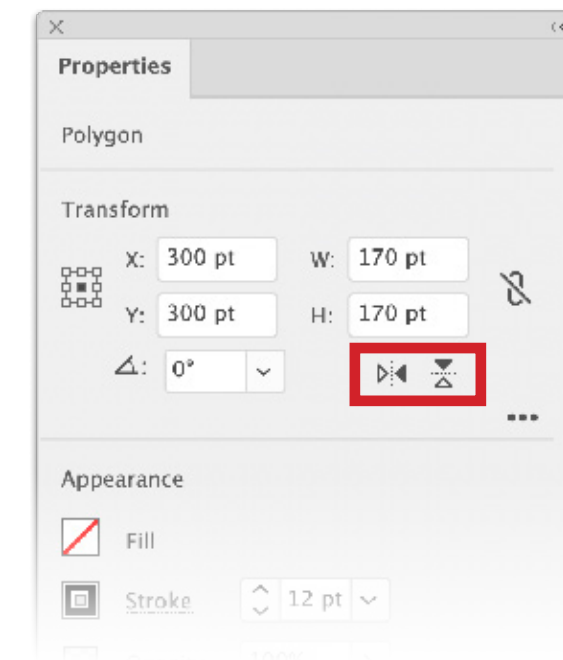 Properties
Polygon
Transform
X: 300 pt W: 170 pt
Y: 300 pt H: 170 pt
0°
Appearance
Fill
Stroke 12 pt